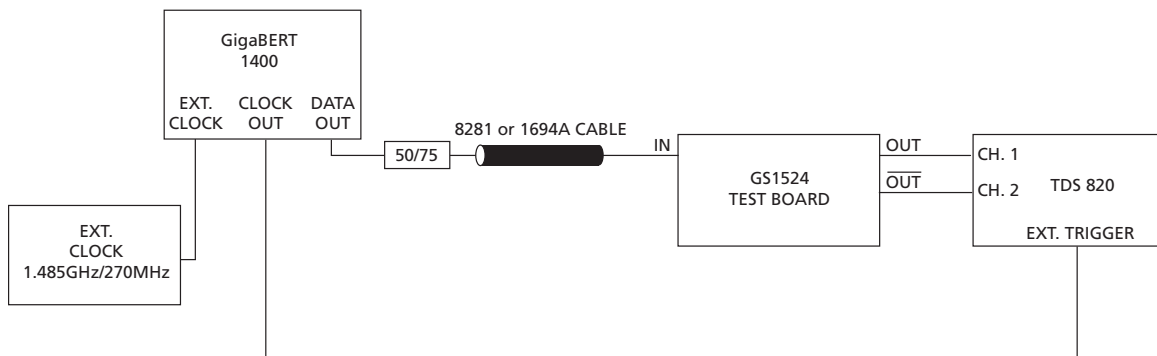 GigaBERT
1400
EXT.
CLOCK
CLOCK
OUT
DATA
OUT
50/75
8281 or 1694A CABLE
IN
GS1524
TEST BOARD
OUT
OUT
CH. 1
CH. 2
TDS 820
EXT. TRIGGER
EXT.
CLOCK
1.485GHz/270MHz